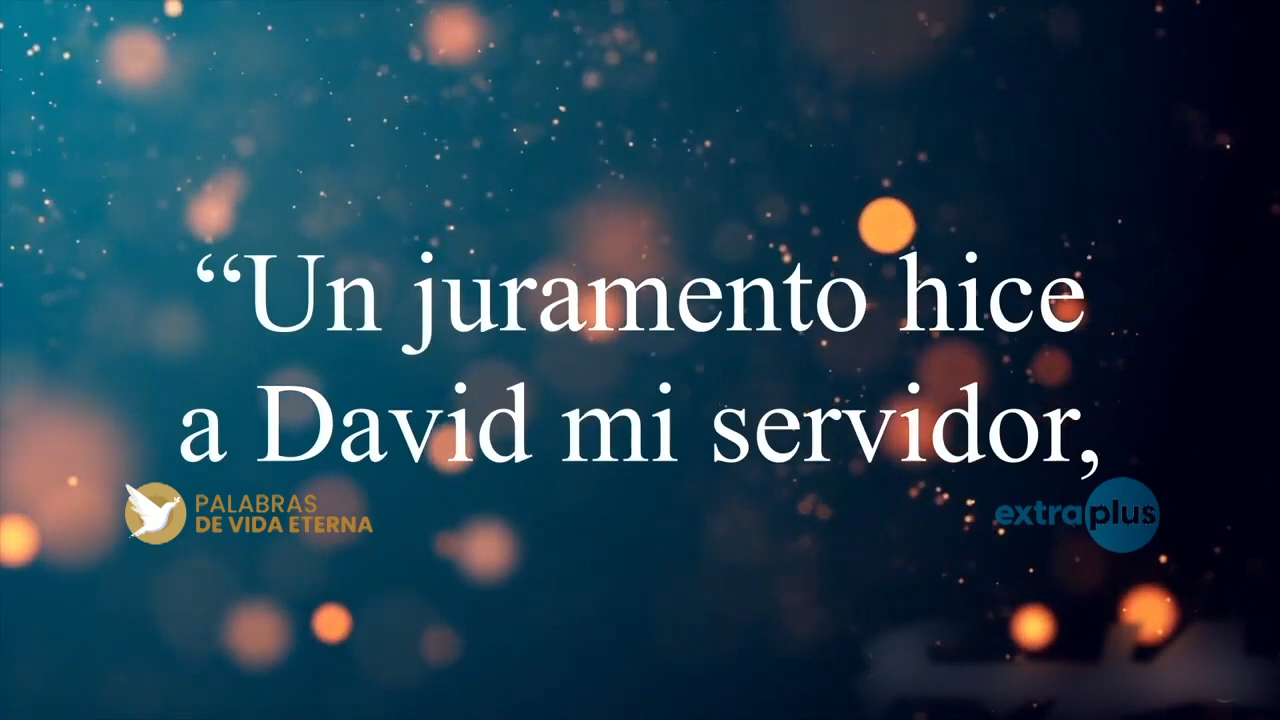 “Un juramento hice
a David mi servidor,
PALABRAS
DE VIDA ETERNA
extraplus